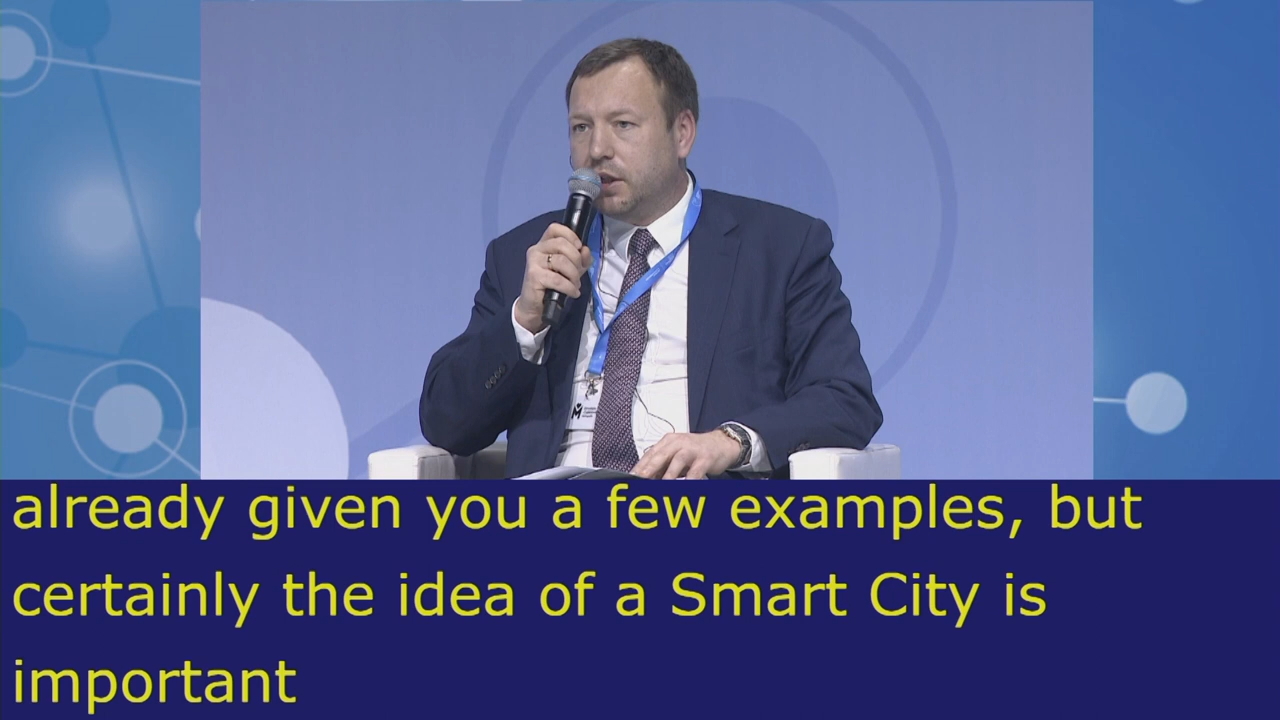 already given you a few examples, but
certainly the idea of a Smart City is
important